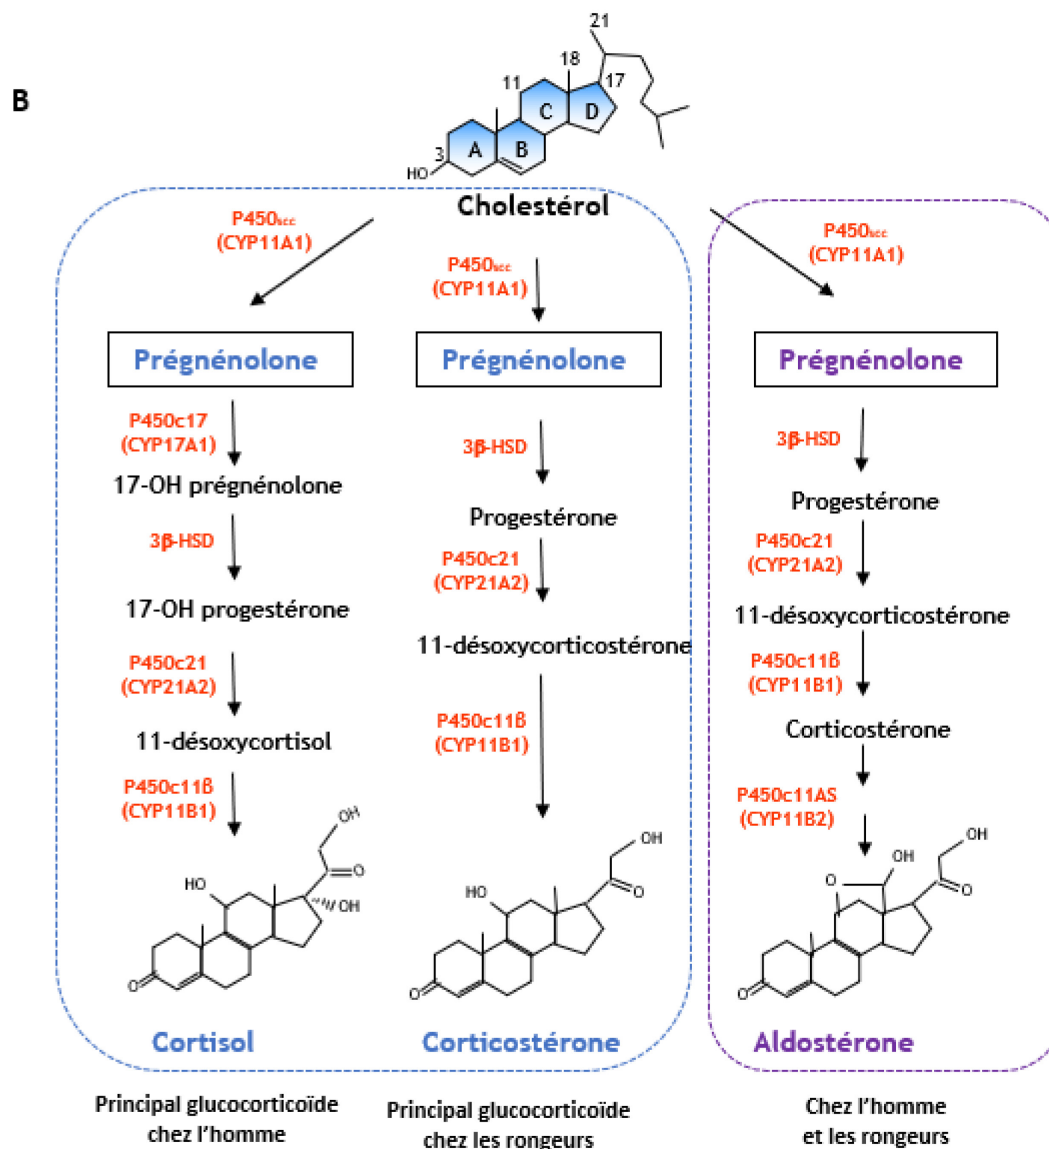 B
21
18
17
11
C
D
3
A
B
HO
Cholestérol
P450scc
(CYP11A1)
P450scc
(CYP11A1)
P450scc
(CYP11A1)
Prégnénolone
Prégnénolone
Prégnénolone
P450c17
(CYP17A1)
17-OH prégnénolone
3β-HSD
17-OH progestérone
P450c21
(CYP21A2)
11-désoxycortisol
P450c11β
(CYP11B1)
OH
HO
O
OH
O
Cortisol
Principal glucocorticoïde
chez l'homme
3β-HSD
Progestérone
P450c21
(CYP21A2)
11-désoxycorticostérone
P450c11β
(CYP11B1)
OH
HO
O
O
Corticostérone
Principal glucocorticoïde
chez les rongeurs
3β-HSD
Progestérone
P450c21
(CYP21A2)
11-désoxycorticostérone
P450c11β
(CYP11B1)
Corticostérone
P450c11AS
(CYP11B2)
OH
OH
O
O
O
Aldostérone
Chez l'homme
et les rongeurs